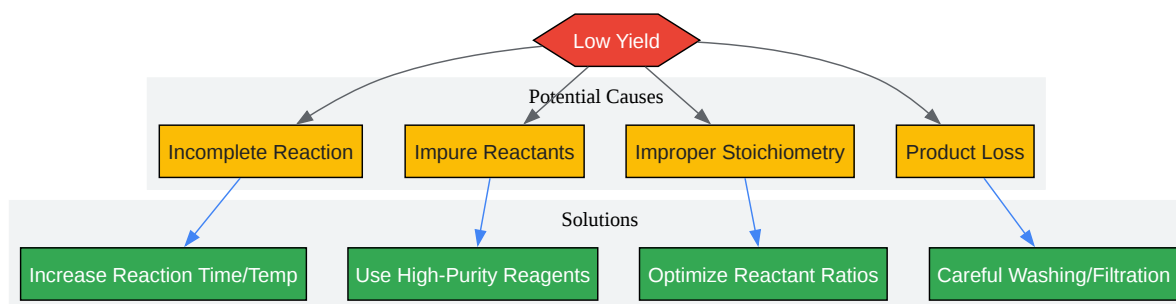 Low Yield
Potential Causes
Incomplete Reaction
Impure Reactants
Improper Stoichiometry
Product Loss
Solutions
Increase Reaction Time/Temp
Use High-Purity Reagents
Optimize Reactant Ratios
Careful Washing/Filtration